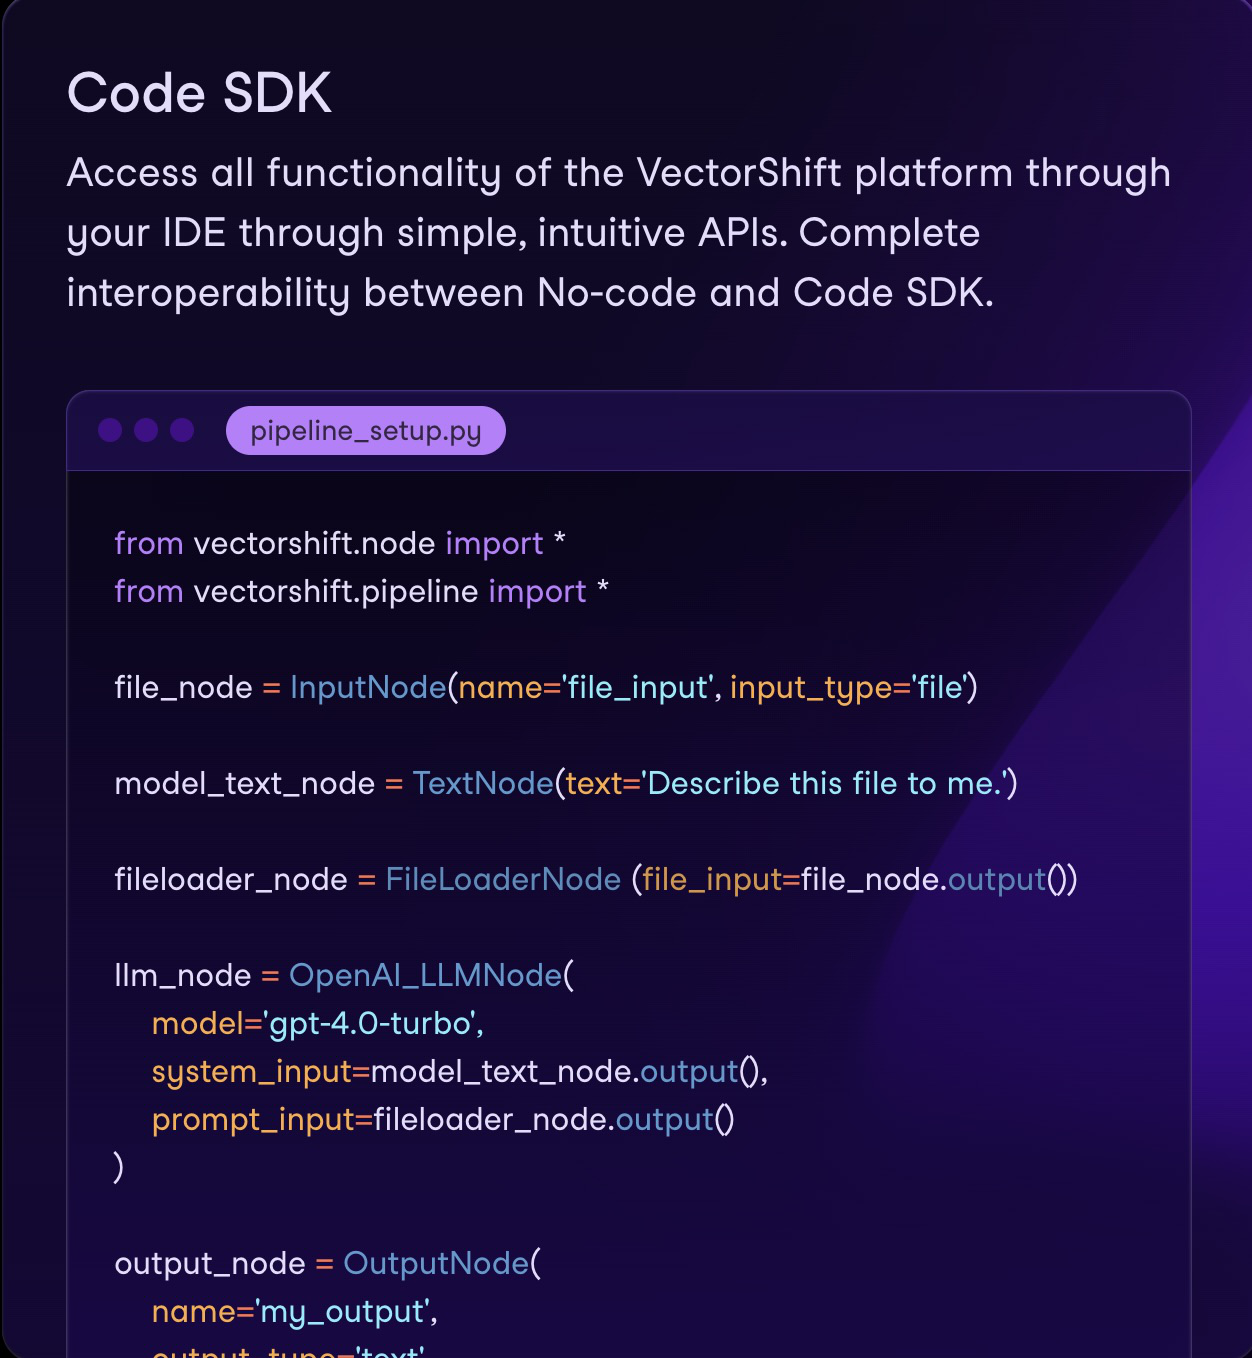 Code SDK
Access all functionality of the VectorShift platform through
your IDE through simple, intuitive APIs. Complete
interoperability between No-code and Code SDK.
pipeline_setup.py
from vectorshift.node import *
from vectorshift.pipeline import *
file_node = InputNode(name='file_input', input_type='file')
model_text_node = TextNode(text='Describe this file to me.')
fileloader_node = FileLoaderNode (file_input=file_node.output())
llm_node = OpenAI_LLMNode(
model='gpt-4.0-turbo',
system_input=model_text_node.output(),
prompt_input=fileloader_node.output()
)
output_node = OutputNode(
name='my_output',
output_type='text',